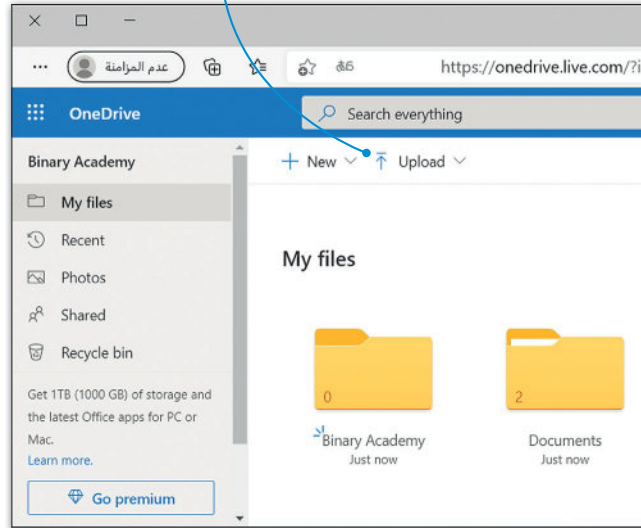 عدم المزامنة
https://onedrive.live.com/?i
OneDrive
Search everything
Binary Academy
New
Upload
My files
Recent
Photos
Shared
Recycle bin
Get 1TB (1000 GB) of storage and
the latest Office apps for PC or
Mac.
Learn more.
Go premium
My files
0
2
Binary Academy
Documents
Just now
Just now